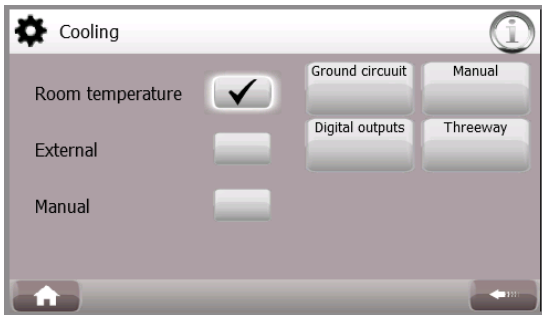 Cooling
Room temperature
Ground circuuit
Manual
External
Digital outputs
Threeway
Manual